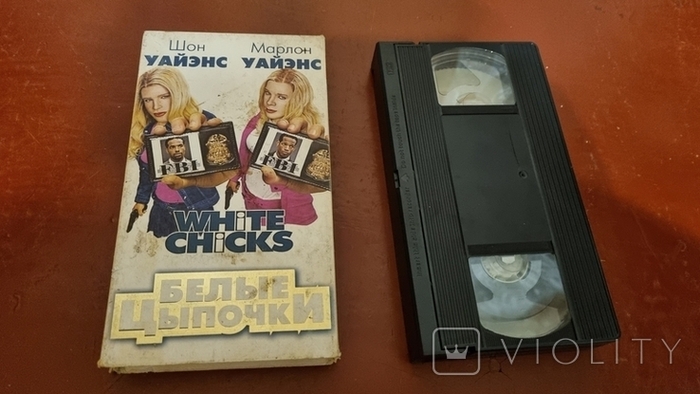 Шон Марлон
УАЙЭНС УАЙЭНС
FBI FBI
WHiTE
CHiCKS
БЕЛЫЕ
ЦЫПОЧКИ
VIOLITY